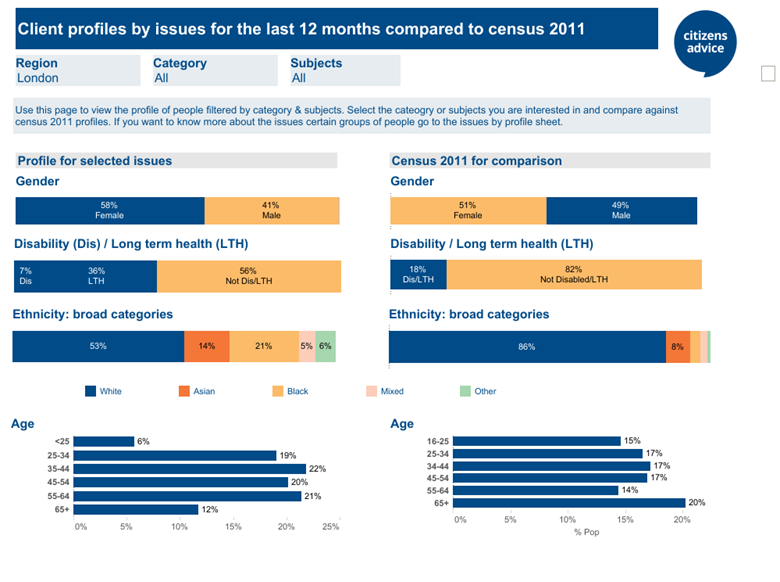 Client profiles by issues for the last 12 months compared to census 2011
citizens
advice
Region
London
Category
All
Subjects
All
Use this page to view the profile of people filtered by category & subjects. Select the cateogry or subjects you are interested in and compare against
census 2011 profiles. If you want to know more about the issues certain groups of people go to the issues by profile sheet.
Profile for selected issues
Gender
58%
Female
41%
Male
Disability (Dis) / Long term health (LTH)
7%
Dis
36%
LTH
56%
Not Dis/LTH
Ethnicity: broad categories
53%
14%
21%
5%
6%
Census 2011 for comparison
Gender
51%
Female
49%
Male
Disability / Long term health (LTH)
18%
Dis/LTH
82%
Not Disabled/LTH
Ethnicity: broad categories
86%
8%
White
Asian
Black
Mixed
Other
Age
<25 6%
25-34 19%
35-44 22%
45-54 20%
55-64 21%
65+ 12%
0% 5% 10% 15% 20% 25%
Age
16-25 15%
25-34 17%
34-44 17%
45-54 17%
55-64 14%
65+ 20%
0% 5% 10% 15% 20%
% Pop